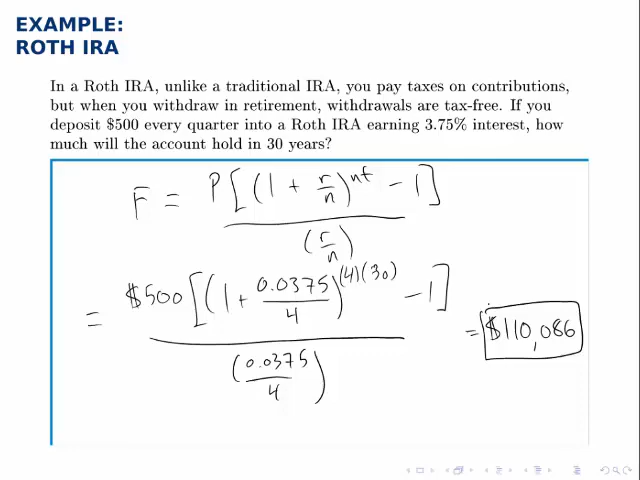 EXAMPLE:
ROTH IRA
In a Roth IRA, unlike a traditional IRA, you pay taxes on contributions,
but when you withdraw in retirement, withdrawals are tax-free. If you
deposit $500 every quarter into a Roth IRA earning 3.75% interest, how
much will the account hold in 30 years?
F = P[(1 + r/n)^nt - 1]
(r/n)
= $500[(1 + 0.0375/4)^(4)(30) - 1]
(0.0375/4)
= $110,086